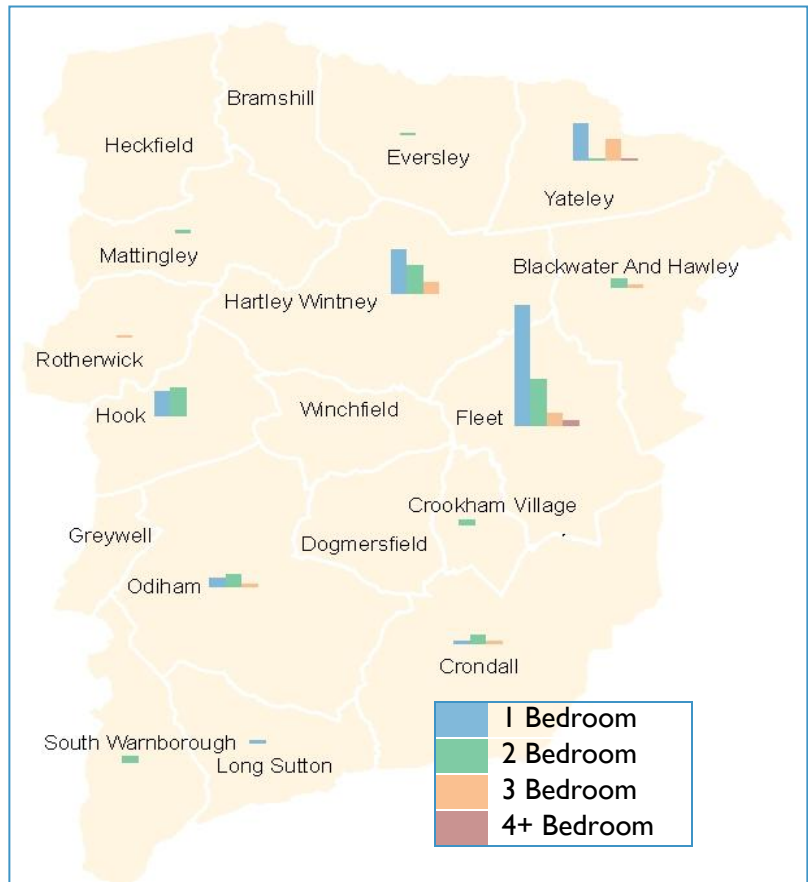 Bramshill
Heckfield
Eversley
Yateley
Mattingley
Blackwater And Hawley
Hartley Wintney
Rotherwick
Hook
Winchfield
Fleet
Crookham Village
Greywell
Dogmersfield
Odiham
Crondall
South Warnborough
Long Sutton
1 Bedroom
2 Bedroom
3 Bedroom
4+ Bedroom